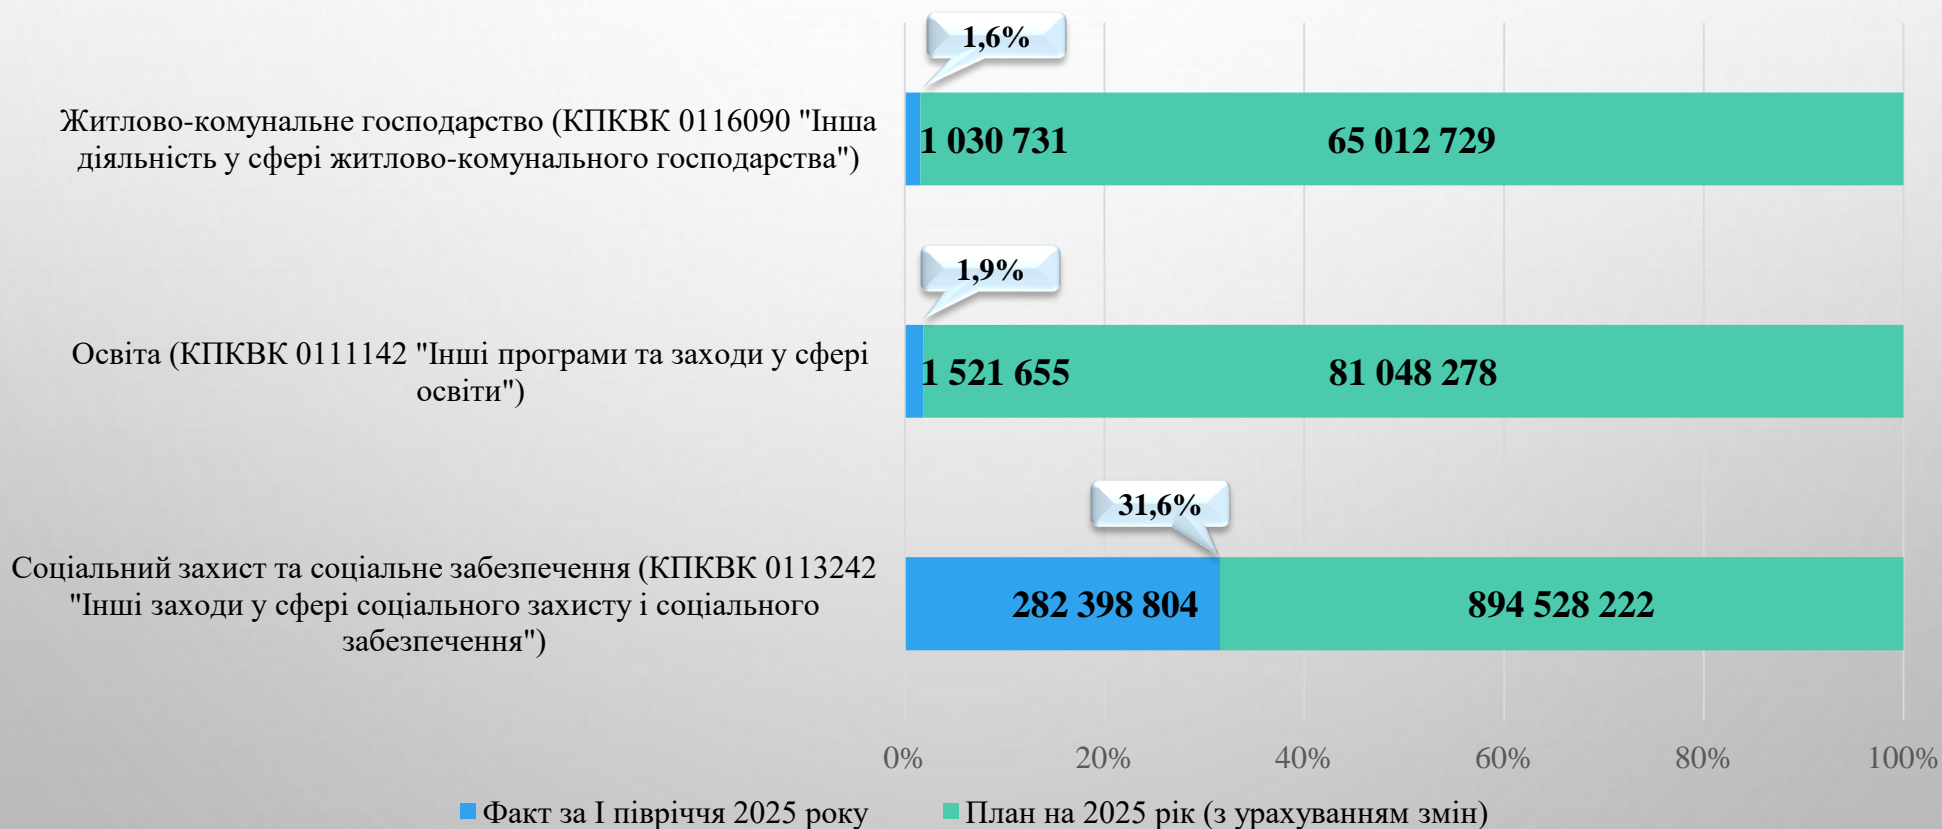 1,6%
Житлово-комунальне господарство (КПКВК 0116090 "Інша
діяльність у сфері житлово-комунального господарства")
1 030 731
65 012 729
1,9%
Освіта (КПКВК 0111142 "Інші програми та заходи у сфері
освіти")
1 521 655
81 048 278
31,6%
Соціальний захист та соціальне забезпечення (КПКВК 0113242
"Інші заходи у сфері соціального захисту і соціального
забезпечення")
282 398 804
894 528 222
0%
20%
40%
60%
80%
100%
Факт за І півріччя 2025 року
План на 2025 рік (з урахуванням змін)